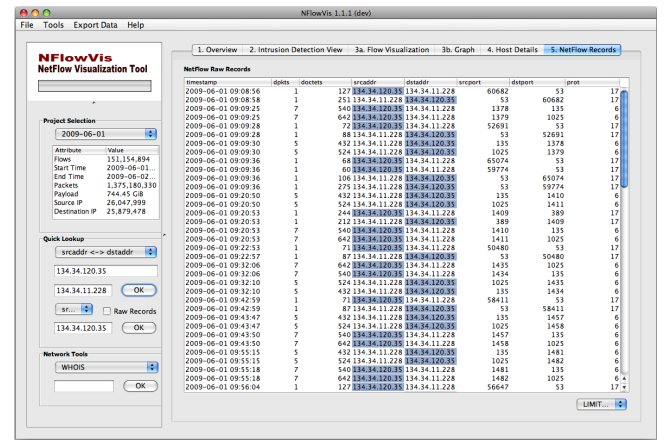 NFlowVis 1.1.1 (dev)
File Tools Export Data Help
NFlowVis
NetFlow Visualization Tool
Project Selection
2009-06-01
Attribute Value
Flows 151,154,894
Start Time 2009-06-01...
End Time 2009-06-02...
Packets 1,375,180,330
Payload 744.45 GiB
Source IP 26,047,999
Destination IP 25,879,478
Quick Lookup
srcaddr <-> dstaddr
134.34.120.35
134.34.11.228 OK
sr... Raw Records
134.34.120.35 OK
Network Tools
WHOIS
OK
1. Overview 2. Intrusion Detection View 3a. Flow Visualization 3b. Graph 4. Host Details 5. NetFlow Records
NetFlow Raw Records
timestamp dpkts doctets srcaddr dstaddr srcport dstport prot
2009-06-01 09:08:56 1 127 134.34.120.35 134.34.11.228 60682 53 17
2009-06-01 09:08:58 1 251 134.34.11.228 134.34.120.35 53 60682 17
2009-06-01 09:09:25 7 540 134.34.120.35 134.34.11.228 1378 135 6
2009-06-01 09:09:25 7 642 134.34.120.35 134.34.11.228 1379 1025 6
2009-06-01 09:09:28 1 72 134.34.120.35 134.34.11.228 52691 53 17
2009-06-01 09:09:28 1 88 134.34.11.228 134.34.120.35 53 52691 17
2009-06-01 09:09:30 5 432 134.34.11.228 134.34.120.35 135 1378 6
2009-06-01 09:09:30 5 524 134.34.11.228 134.34.120.35 1025 1379 6
2009-06-01 09:09:36 1 68 134.34.120.35 134.34.11.228 65074 53 17
2009-06-01 09:09:36 1 60 134.34.120.35 134.34.11.228 59774 53 17
2009-06-01 09:09:36 1 106 134.34.11.228 134.34.120.35 53 65074 17
2009-06-01 09:09:36 1 275 134.34.11.228 134.34.120.35 53 59774 17
2009-06-01 09:20:50 5 432 134.34.11.228 134.34.120.35 135 1410 6
2009-06-01 09:20:50 5 524 134.34.11.228 134.34.120.35 1025 1411 6
2009-06-01 09:20:53 1 244 134.34.120.35 134.34.11.228 1409 389 17
2009-06-01 09:20:53 1 212 134.34.11.228 134.34.120.35 389 1409 17
2009-06-01 09:20:53 7 540 134.34.120.35 134.34.11.228 1410 135 6
2009-06-01 09:20:53 7 642 134.34.120.35 134.34.11.228 1411 1025 6
2009-06-01 09:22:53 1 71 134.34.120.35 134.34.11.228 50480 53 17
2009-06-01 09:22:57 1 87 134.34.11.228 134.34.120.35 53 50480 17
2009-06-01 09:32:06 7 642 134.34.120.35 134.34.11.228 1435 1025 6
2009-06-01 09:32:06 7 540 134.34.120.35 134.34.11.228 1434 135 6
2009-06-01 09:32:10 5 524 134.34.11.228 134.34.120.35 1025 1435 6
2009-06-01 09:32:10 5 432 134.34.11.228 134.34.120.35 135 1434 6
2009-06-01 09:42:59 1 71 134.34.120.35 134.34.11.228 58411 53 17
2009-06-01 09:42:59 1 87 134.34.11.228 134.34.120.35 53 58411 17
2009-06-01 09:43:47 5 432 134.34.11.228 134.34.120.35 135 1457 6
2009-06-01 09:43:47 5 524 134.34.11.228 134.34.120.35 1025 1458 6
2009-06-01 09:43:50 7 540 134.34.120.35 134.34.11.228 1457 135 6
2009-06-01 09:43:50 7 642 134.34.120.35 134.34.11.228 1458 1025 6
2009-06-01 09:55:15 5 432 134.34.11.228 134.34.120.35 135 1481 6
2009-06-01 09:55:15 5 524 134.34.11.228 134.34.120.35 1025 1482 6
2009-06-01 09:55:18 7 540 134.34.120.35 134.34.11.228 1481 135 6
2009-06-01 09:55:18 7 642 134.34.120.35 134.34.11.228 1482 1025 6
2009-06-01 09:56:04 1 127 134.34.120.35 134.34.11.228 56647 53 17
LIMIT...